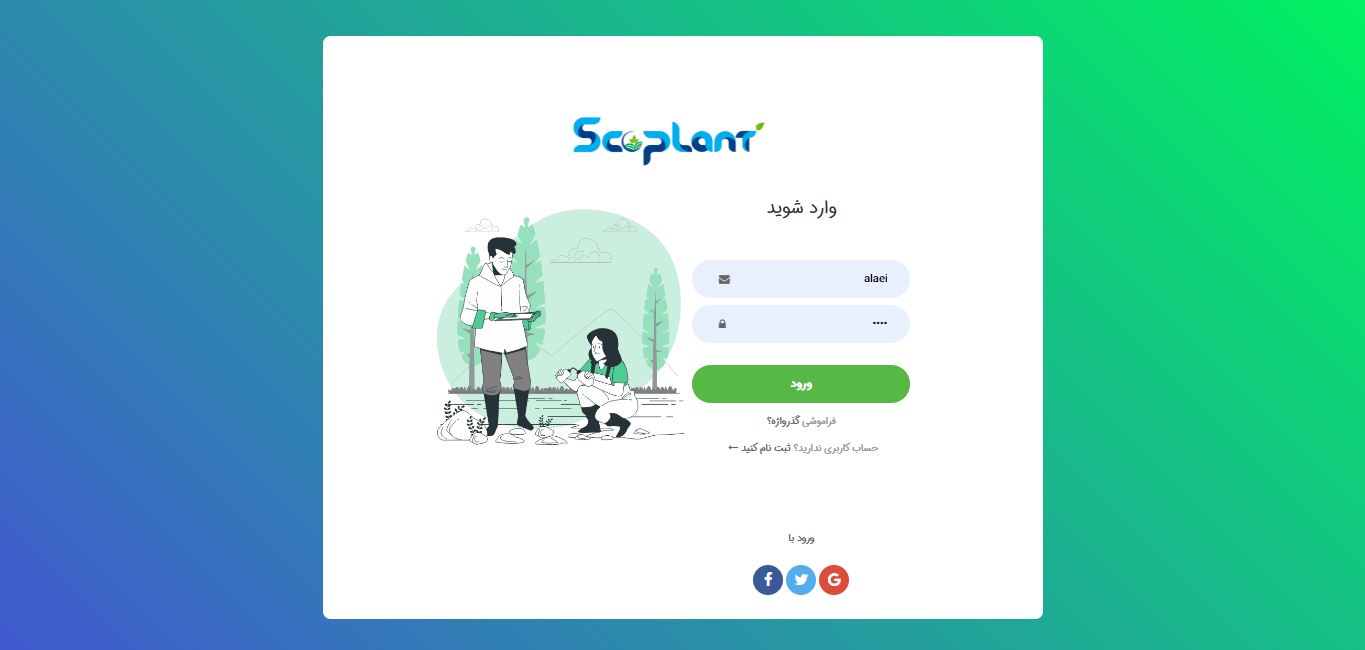 Scoplant
وارد شوید
alaei
••••
ورود
فراموشی گذرواژه؟
حساب کاربری ندارید؟ ثبت نام کنید ←
ورود با